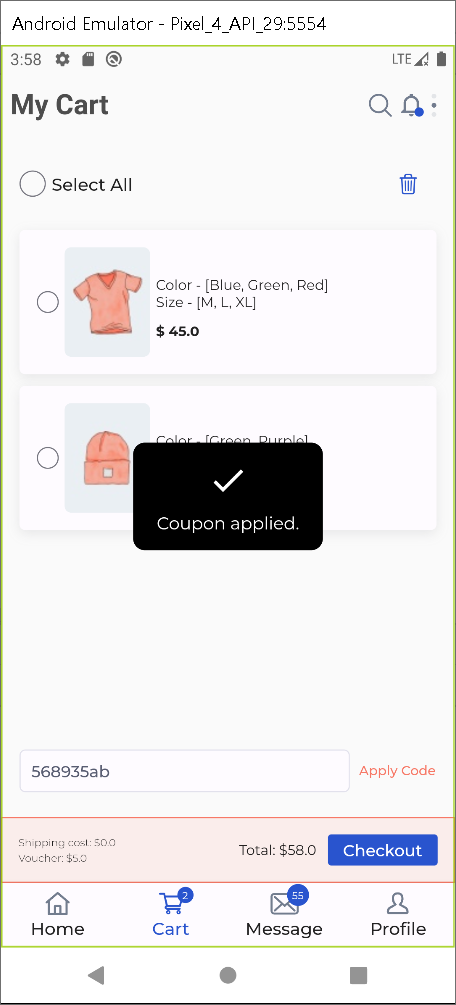 Android Emulator - Pixel_4_API_29:5554
3:58
LTE
My Cart
Select All
Color - [Blue, Green, Red]
Size - [M, L, XL]
$ 45.0
Color - [Green, Purple]
Coupon applied.
568935ab
Apply Code
Shipping cost: $0.0
Voucher: $5.0
Total: $58.0
Checkout
2
55
Home
Cart
Message
Profile